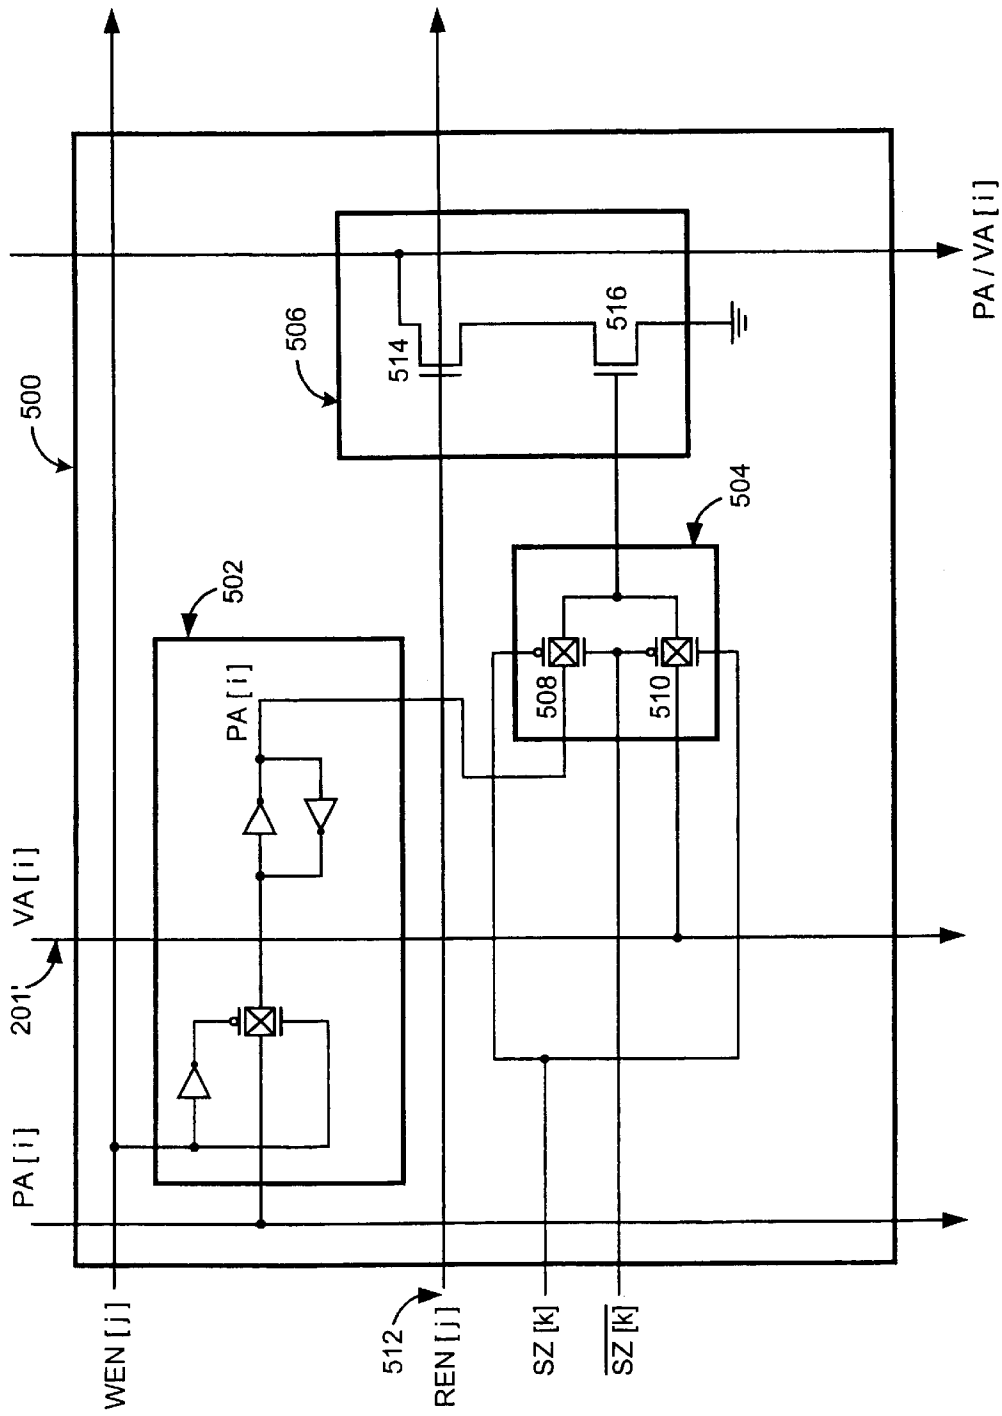 WEN [ j ]
PA [ i ]
201'
VA [ i ]
500
502
PA [ i ]
506
514
516
504
508
510
512
REN [ j ]
SZ [k]
SZ [k]
PA / VA [ i ]